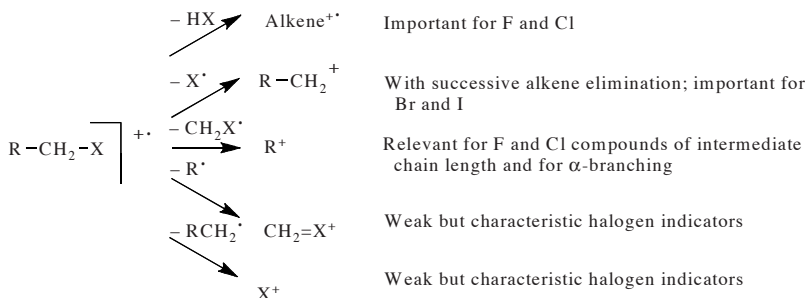 – HX Alkene⁺• Important for F and Cl
– X• R–CH₂⁺ With successive alkene elimination; important for
Br and I
R–CH₂–X +• – CH₂X• R⁺ Relevant for F and Cl compounds of intermediate
chain length and for α-branching
– R•
– RCH₂• CH₂=X⁺ Weak but characteristic halogen indicators
X⁺ Weak but characteristic halogen indicators